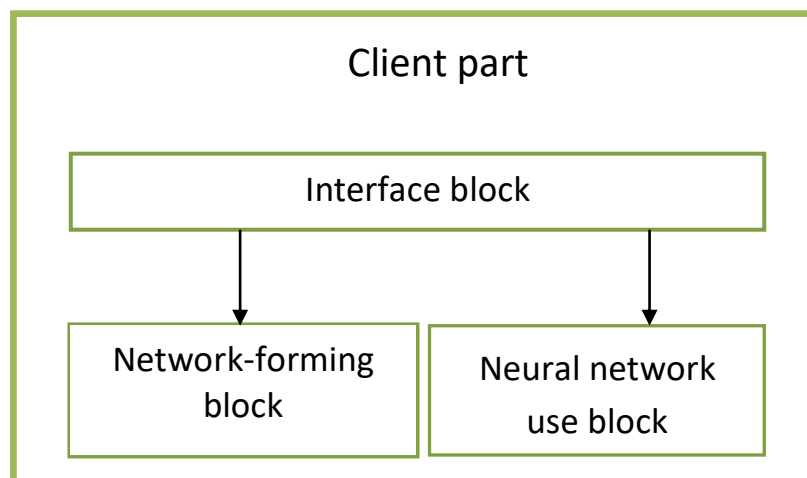 Client part
Interface block
Network-forming
block
Neural network
use block